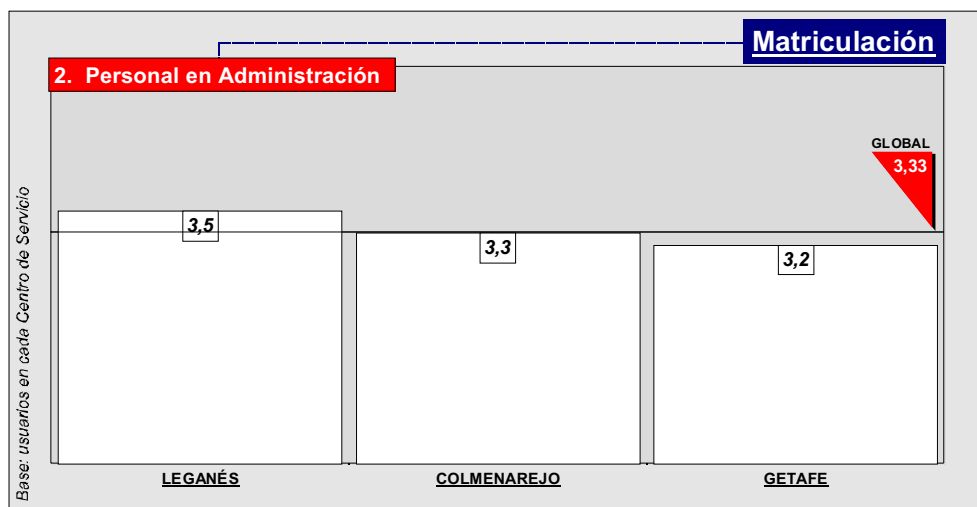 Matriculación
2. Personal en Administración
GLOBAL
3,33
3,5
3,3
3,2
Base: usuarios en cada Centro de Servicio
LEGANÉS
COLMENAREJO
GETAFE